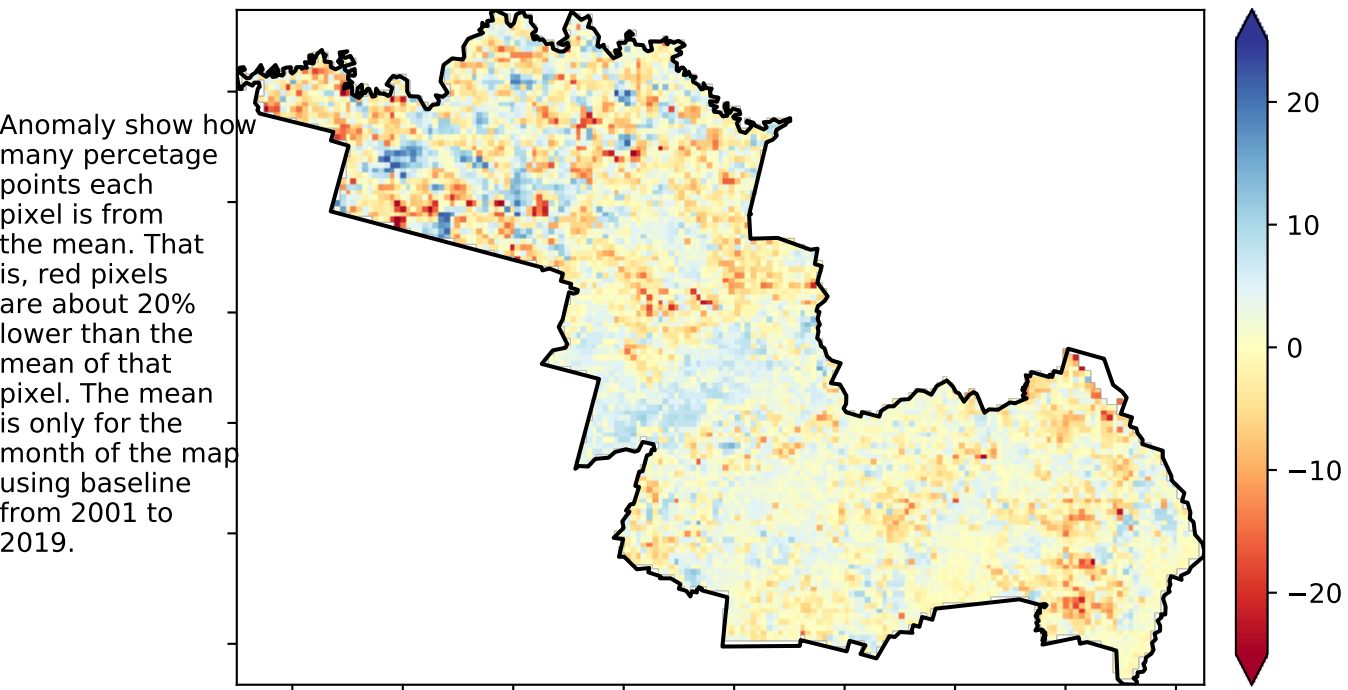 Anomaly show how
many percetage
points each
pixel is from
the mean. That
is, red pixels
are about 20%
lower than the
mean of that
pixel. The mean
is only for the
month of the map
using baseline
from 2001 to
2019.
20
10
0
−10
−20